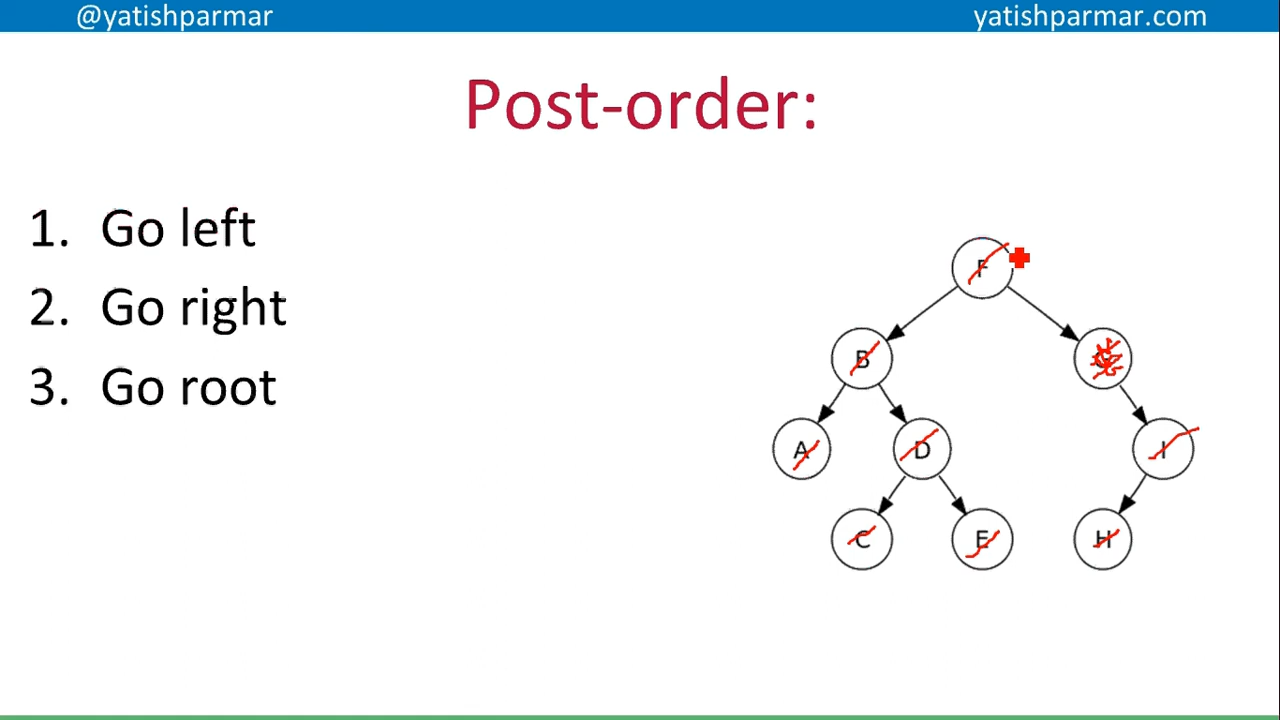 @yatishparmar
yatishparmar.com
Post-order:
1. Go left
2. Go right
3. Go root
F
B
A
D
I
C
E
H